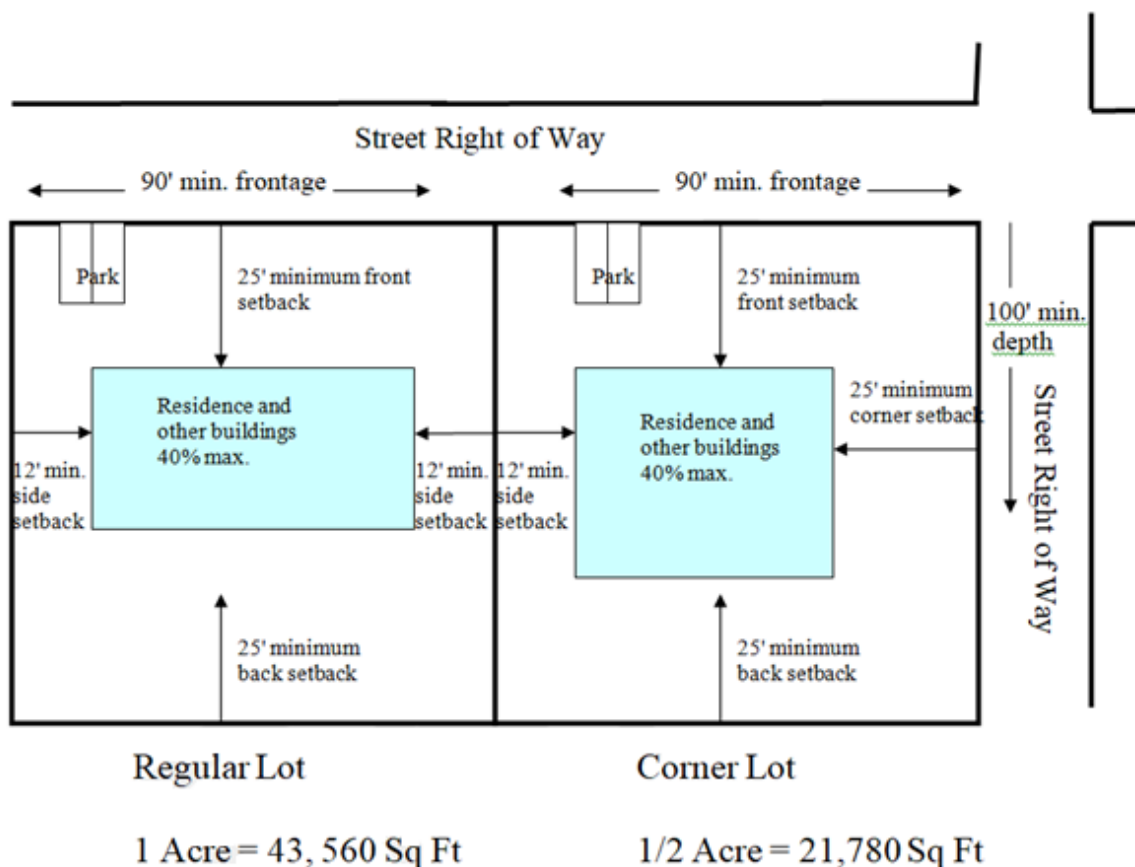 Street Right of Way
90' min. frontage
90' min. frontage
Park
25' minimum front
setback
Park
25' minimum
front setback
100' min.
depth
Residence and
other buildings
40% max.
Residence and
other buildings
40% max.
25' minimum
corner setback
Street Right of Way
12' min.
side
setback
12' min.
side
setback
12' min.
side
setback
25' minimum
back setback
25' minimum
back setback
Regular Lot
Corner Lot
1 Acre = 43, 560 Sq Ft
1/2 Acre = 21,780 Sq Ft